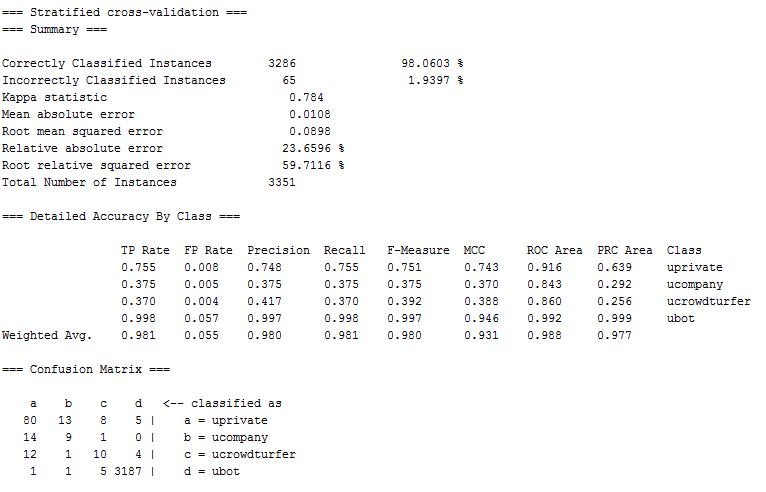 === Stratified cross-validation ===
=== Summary ===
Correctly Classified Instances 3286 98.0603 %
Incorrectly Classified Instances 65 1.9397 %
Kappa statistic 0.784
Mean absolute error 0.0108
Root mean squared error 0.0898
Relative absolute error 23.6596 %
Root relative squared error 59.7116 %
Total Number of Instances 3351
=== Detailed Accuracy By Class ===
TP Rate FP Rate Precision Recall F-Measure MCC ROC Area PRC Area Class
0.755 0.008 0.748 0.755 0.751 0.743 0.916 0.639 uprivate
0.375 0.005 0.375 0.375 0.375 0.370 0.843 0.292 ucompany
0.370 0.004 0.417 0.370 0.392 0.388 0.860 0.256 ucrowdturfer
0.998 0.057 0.997 0.998 0.997 0.946 0.992 0.999 ubot
Weighted Avg. 0.981 0.055 0.980 0.981 0.980 0.931 0.988 0.977
=== Confusion Matrix ===
a b c d <-- classified as
80 13 8 5 | a = uprivate
14 9 1 0 | b = ucompany
12 1 10 4 | c = ucrowdturfer
1 1 5 3187 | d = ubot